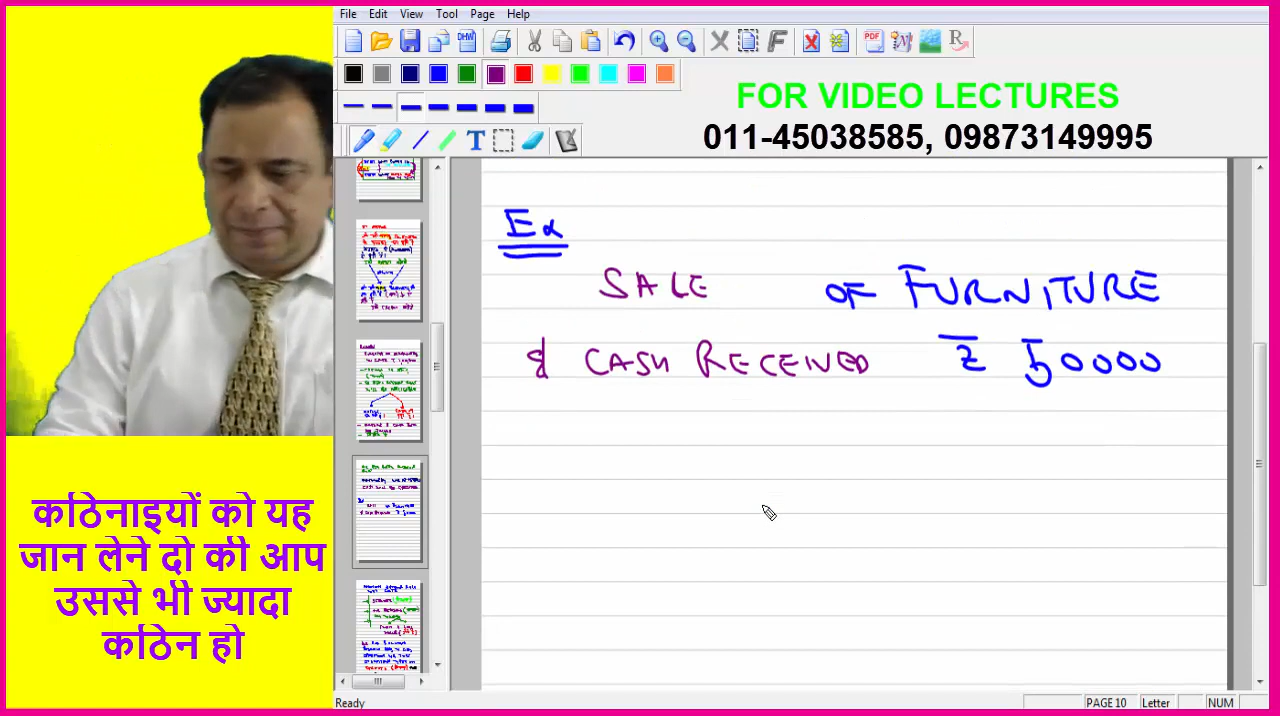 File Edit View Tool Page Help
FOR VIDEO LECTURES
011-45038585, 09873149995
Ex
SALE OF FURNITURE
& CASH RECEIVED ₹ 50000
कठिनाइयों को यह
जान लेने दो की आप
उससे भी ज्यादा
कठिन हो
Ready PAGE 10 Letter NUM